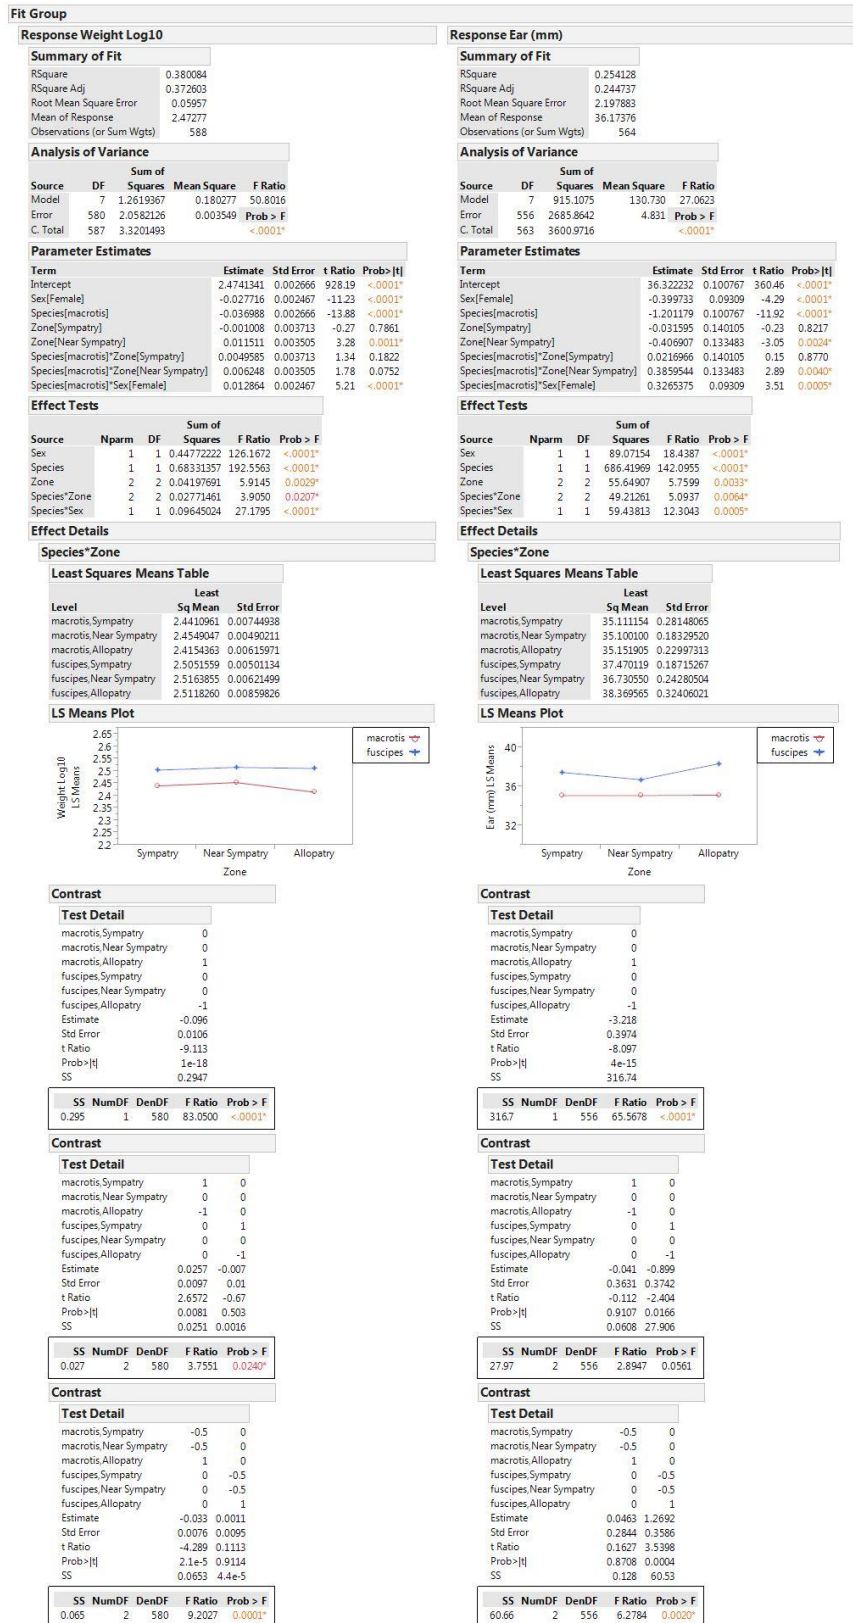 Fit Group
Response Weight Log10
Summary of Fit
RSquare 0.380084
RSquare Adj 0.372603
Root Mean Square Error 0.05957
Mean of Response 2.47277
Observations (or Sum Wgts) 588
Analysis of Variance
Sum of
Source DF Squares Mean Square F Ratio
Model 7 1.2619367 0.180277 50.8016
Error 580 2.0582126 0.003549 Prob > F
C. Total 587 3.3201493 <.0001*
Parameter Estimates
Term Estimate Std Error t Ratio Prob>|t|
Intercept 2.4741341 0.002666 928.19 <.0001*
Sex[Female] -0.027716 0.002467 -11.23 <.0001*
Species[macrotis] -0.036988 0.002666 -13.88 <.0001*
Zone[Sympatry] -0.001008 0.003713 -0.27 0.7861
Zone[Near Sympatry] 0.011511 0.003505 3.28 0.0011*
Species[macrotis]*Zone[Sympatry] 0.0049585 0.003713 1.34 0.1822
Species[macrotis]*Zone[Near Sympatry] 0.006248 0.003505 1.78 0.0752
Species[macrotis]*Sex[Female] 0.012864 0.002467 5.21 <.0001*
Effect Tests
Sum of
Source Nparm DF Squares F Ratio Prob > F
Sex 1 1 0.44772222 126.1672 <.0001*
Species 1 1 0.68331357 192.5563 <.0001*
Zone 2 2 0.04197691 5.9145 0.0029*
Species*Zone 2 2 0.02771461 3.9050 0.0207*
Species*Sex 1 1 0.09645024 27.1795 <.0001*
Effect Details
Species*Zone
Least Squares Means Table
Least
Level Sq Mean Std Error
macrotis,Sympatry 2.4410961 0.00744938
macrotis,Near Sympatry 2.4549047 0.00490211
macrotis,Allopatry 2.4154363 0.00615971
fuscipes,Sympatry 2.5051559 0.00501134
fuscipes,Near Sympatry 2.5163855 0.00621499
fuscipes,Allopatry 2.5118260 0.00859826
LS Means Plot
Weight Log10
LS Means
2.65
2.6
2.55
2.5
2.45
2.4
2.35
2.3
2.25
2.2
Sympatry Near Sympatry Allopatry
Zone
macrotis
fuscipes
Contrast
Test Detail
macrotis,Sympatry 0
macrotis,Near Sympatry 0
macrotis,Allopatry 1
fuscipes,Sympatry 0
fuscipes,Near Sympatry 0
fuscipes,Allopatry -1
Estimate -0.096
Std Error 0.0106
t Ratio -9.113
Prob>|t| 1e-18
SS 0.2947
SS NumDF DenDF F Ratio Prob > F
0.295 1 580 83.0500 <.0001*
Contrast
Test Detail
macrotis,Sympatry 1 0
macrotis,Near Sympatry 0 0
macrotis,Allopatry -1 0
fuscipes,Sympatry 0 1
fuscipes,Near Sympatry 0 0
fuscipes,Allopatry 0 -1
Estimate 0.0257 -0.007
Std Error 0.0097 0.01
t Ratio 2.6572 -0.67
Prob>|t| 0.0081 0.503
SS 0.0251 0.0016
SS NumDF DenDF F Ratio Prob > F
0.027 2 580 3.7551 0.0240*
Contrast
Test Detail
macrotis,Sympatry -0.5 0
macrotis,Near Sympatry -0.5 0
macrotis,Allopatry 1 0
fuscipes,Sympatry 0 -0.5
fuscipes,Near Sympatry 0 -0.5
fuscipes,Allopatry 0 1
Estimate -0.033 0.0011
Std Error 0.0076 0.0095
t Ratio -4.289 0.1113
Prob>|t| 2.1e-5 0.9114
SS 0.0653 4.4e-5
SS NumDF DenDF F Ratio Prob > F
0.065 2 580 9.2027 0.0001*
Response Ear (mm)
Summary of Fit
RSquare 0.254128
RSquare Adj 0.244737
Root Mean Square Error 2.197883
Mean of Response 36.17376
Observations (or Sum Wgts) 564
Analysis of Variance
Sum of
Source DF Squares Mean Square F Ratio
Model 7 915.1075 130.730 27.0623
Error 556 2685.8642 4.831 Prob > F
C. Total 563 3600.9716 <.0001*
Parameter Estimates
Term Estimate Std Error t Ratio Prob>|t|
Intercept 36.322232 0.100767 360.46 <.0001*
Sex[Female] -0.399733 0.09309 -4.29 <.0001*
Species[macrotis] -1.201179 0.100767 -11.92 <.0001*
Zone[Sympatry] -0.031595 0.140105 -0.23 0.8217
Zone[Near Sympatry] -0.406907 0.133483 -3.05 0.0024*
Species[macrotis]*Zone[Sympatry] 0.0216966 0.140105 0.15 0.8770
Species[macrotis]*Zone[Near Sympatry] 0.3859544 0.133483 2.89 0.0040*
Species[macrotis]*Sex[Female] 0.3265375 0.09309 3.51 0.0005*
Effect Tests
Sum of
Source Nparm DF Squares F Ratio Prob > F
Sex 1 1 89.07154 18.4387 <.0001*
Species 1 1 686.41969 142.0955 <.0001*
Zone 2 2 55.64907 5.7599 0.0033*
Species*Zone 2 2 49.21261 5.0937 0.0064*
Species*Sex 1 1 59.43813 12.3043 0.0005*
Effect Details
Species*Zone
Least Squares Means Table
Least
Level Sq Mean Std Error
macrotis,Sympatry 35.111154 0.28148065
macrotis,Near Sympatry 35.100100 0.18329520
macrotis,Allopatry 35.151905 0.22997313
fuscipes,Sympatry 37.470119 0.18715267
fuscipes,Near Sympatry 36.730550 0.24280504
fuscipes,Allopatry 38.369565 0.32406021
LS Means Plot
Ear (mm) LS Means
40
36
32
Sympatry Near Sympatry Allopatry
Zone
macrotis
fuscipes
Contrast
Test Detail
macrotis,Sympatry 0
macrotis,Near Sympatry 0
macrotis,Allopatry 1
fuscipes,Sympatry 0
fuscipes,Near Sympatry 0
fuscipes,Allopatry -1
Estimate -3.218
Std Error 0.3974
t Ratio -8.097
Prob>|t| 4e-15
SS 316.74
SS NumDF DenDF F Ratio Prob > F
316.7 1 556 65.5678 <.0001*
Contrast
Test Detail
macrotis,Sympatry 1 0
macrotis,Near Sympatry 0 0
macrotis,Allopatry -1 0
fuscipes,Sympatry 0 1
fuscipes,Near Sympatry 0 0
fuscipes,Allopatry 0 -1
Estimate -0.041 -0.899
Std Error 0.3631 0.3742
t Ratio -0.112 -2.404
Prob>|t| 0.9107 0.0166
SS 0.0608 27.906
SS NumDF DenDF F Ratio Prob > F
27.97 2 556 2.8947 0.0561
Contrast
Test Detail
macrotis,Sympatry -0.5 0
macrotis,Near Sympatry -0.5 0
macrotis,Allopatry 1 0
fuscipes,Sympatry 0 -0.5
fuscipes,Near Sympatry 0 -0.5
fuscipes,Allopatry 0 1
Estimate 0.0463 1.2692
Std Error 0.2844 0.3586
t Ratio 0.1627 3.5398
Prob>|t| 0.8708 0.0004
SS 0.128 60.53
SS NumDF DenDF F Ratio Prob > F
60.66 2 556 6.2784 0.0020*